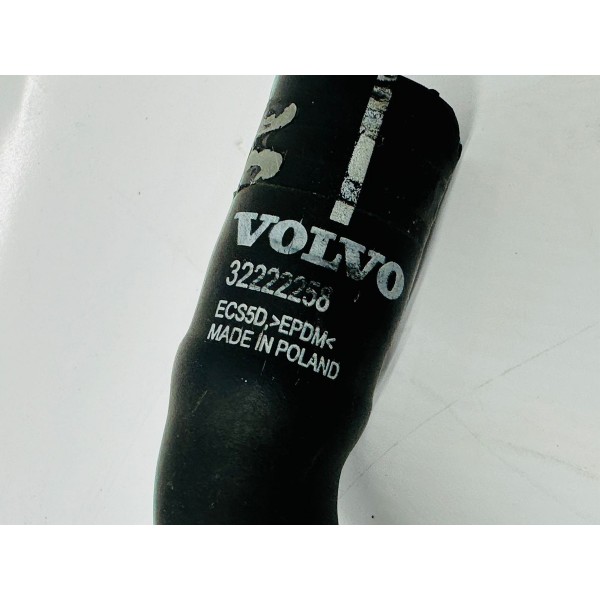 VOLVO
32222258
ECS5D,>EPDM<
MADE IN POLAND